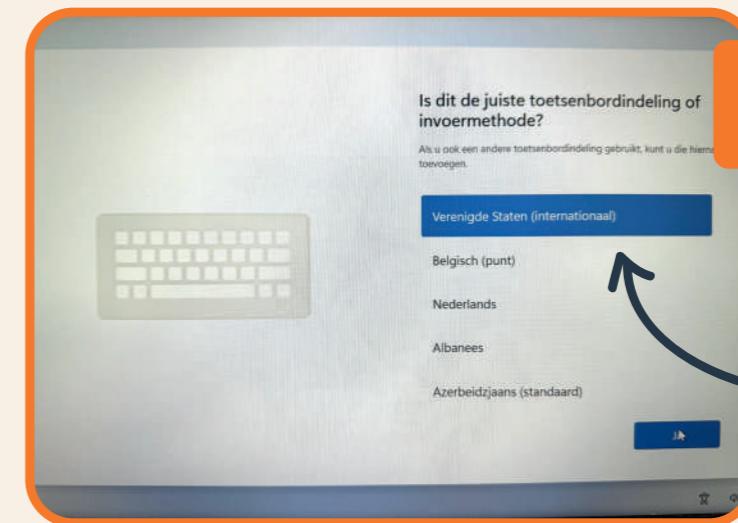 Is dit de juiste toetsenbordindeling of
invoermethode?
Als u ook een andere toetsenbordindeling gebruikt, kunt u die
toevoegen.
Verenigde Staten (internationaal)
Belgisch (punt)
Nederlands
Albanees
Azerbeidzjaans (standaard)